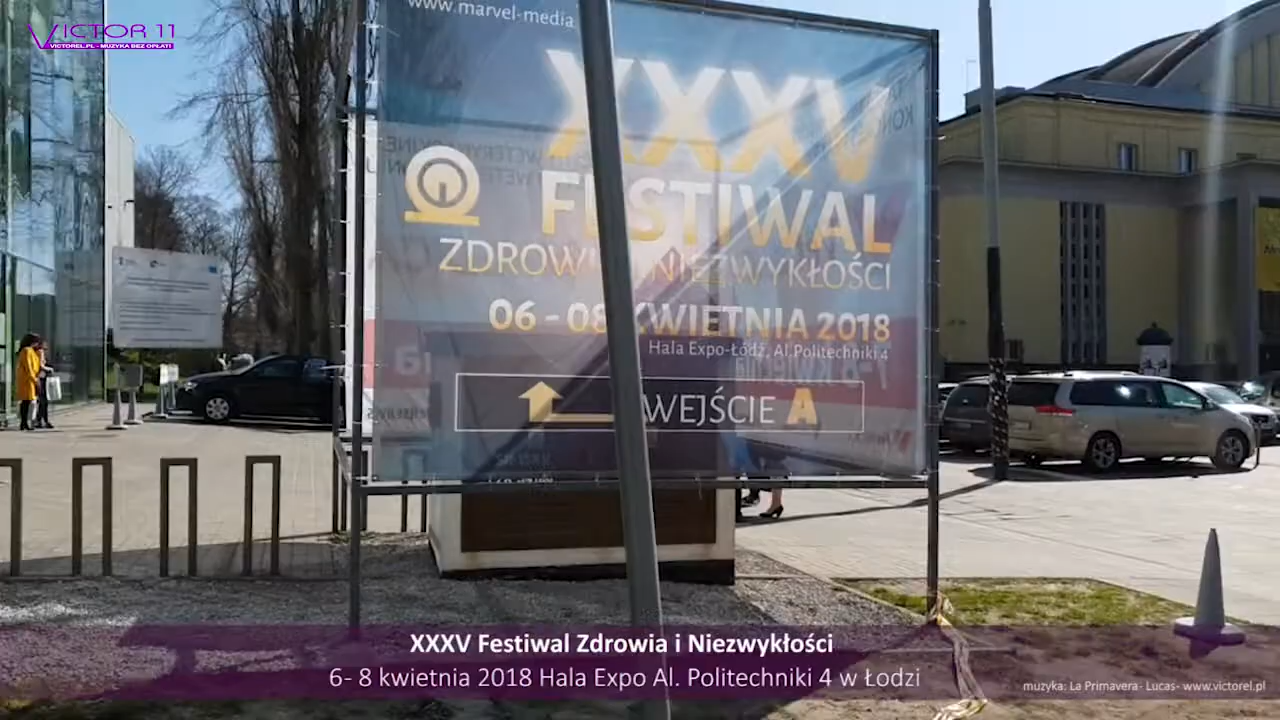 VICTOR 11
VICTOREL.PL - MUZYKA BEZ OPŁAT!
www.marvel-media
XXXV
FESTIWAL
ZDROWIA I NIEZWYKŁOŚCI
06 - 08 KWIETNIA 2018
Hala Expo-Łódź, Al.Politechniki 4
WEJŚCIE A
XXXV Festiwal Zdrowia i Niezwykłości
6- 8 kwietnia 2018 Hala Expo Al. Politechniki 4 w Łodzi
muzyka: La Primavera- Lucas- www.victorel.pl